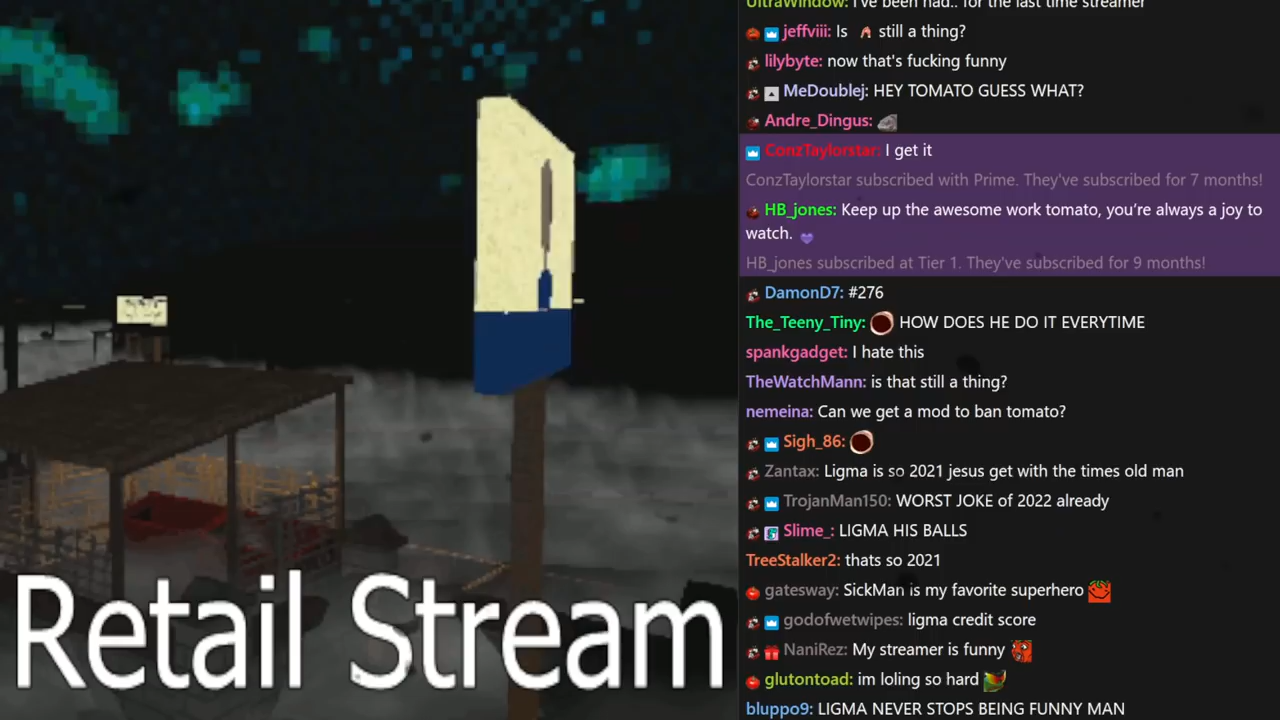 UltraWindow: I've been had.. for the last time streamer
jeffviii: Is still a thing?
lilybyte: now that's fucking funny
MeDoublej: HEY TOMATO GUESS WHAT?
Andre_Dingus:
ConzTaylorstar: I get it
ConzTaylorstar subscribed with Prime. They've subscribed for 7 months!
HB_jones: Keep up the awesome work tomato, you're always a joy to
watch. 💜
HB_jones subscribed at Tier 1. They've subscribed for 9 months!
DamonD7: #276
The_Teeny_Tiny: HOW DOES HE DO IT EVERYTIME
spankgadget: I hate this
TheWatchMann: is that still a thing?
nemeina: Can we get a mod to ban tomato?
Sigh_86:
Zantax: Ligma is so 2021 jesus get with the times old man
TrojanMan150: WORST JOKE of 2022 already
Slime_: LIGMA HIS BALLS
TreeStalker2: thats so 2021
gatesway: SickMan is my favorite superhero
godofwetwipes: ligma credit score
NaniRez: My streamer is funny
glutontoad: im loling so hard
bluppo9: LIGMA NEVER STOPS BEING FUNNY MAN
Retail Stream